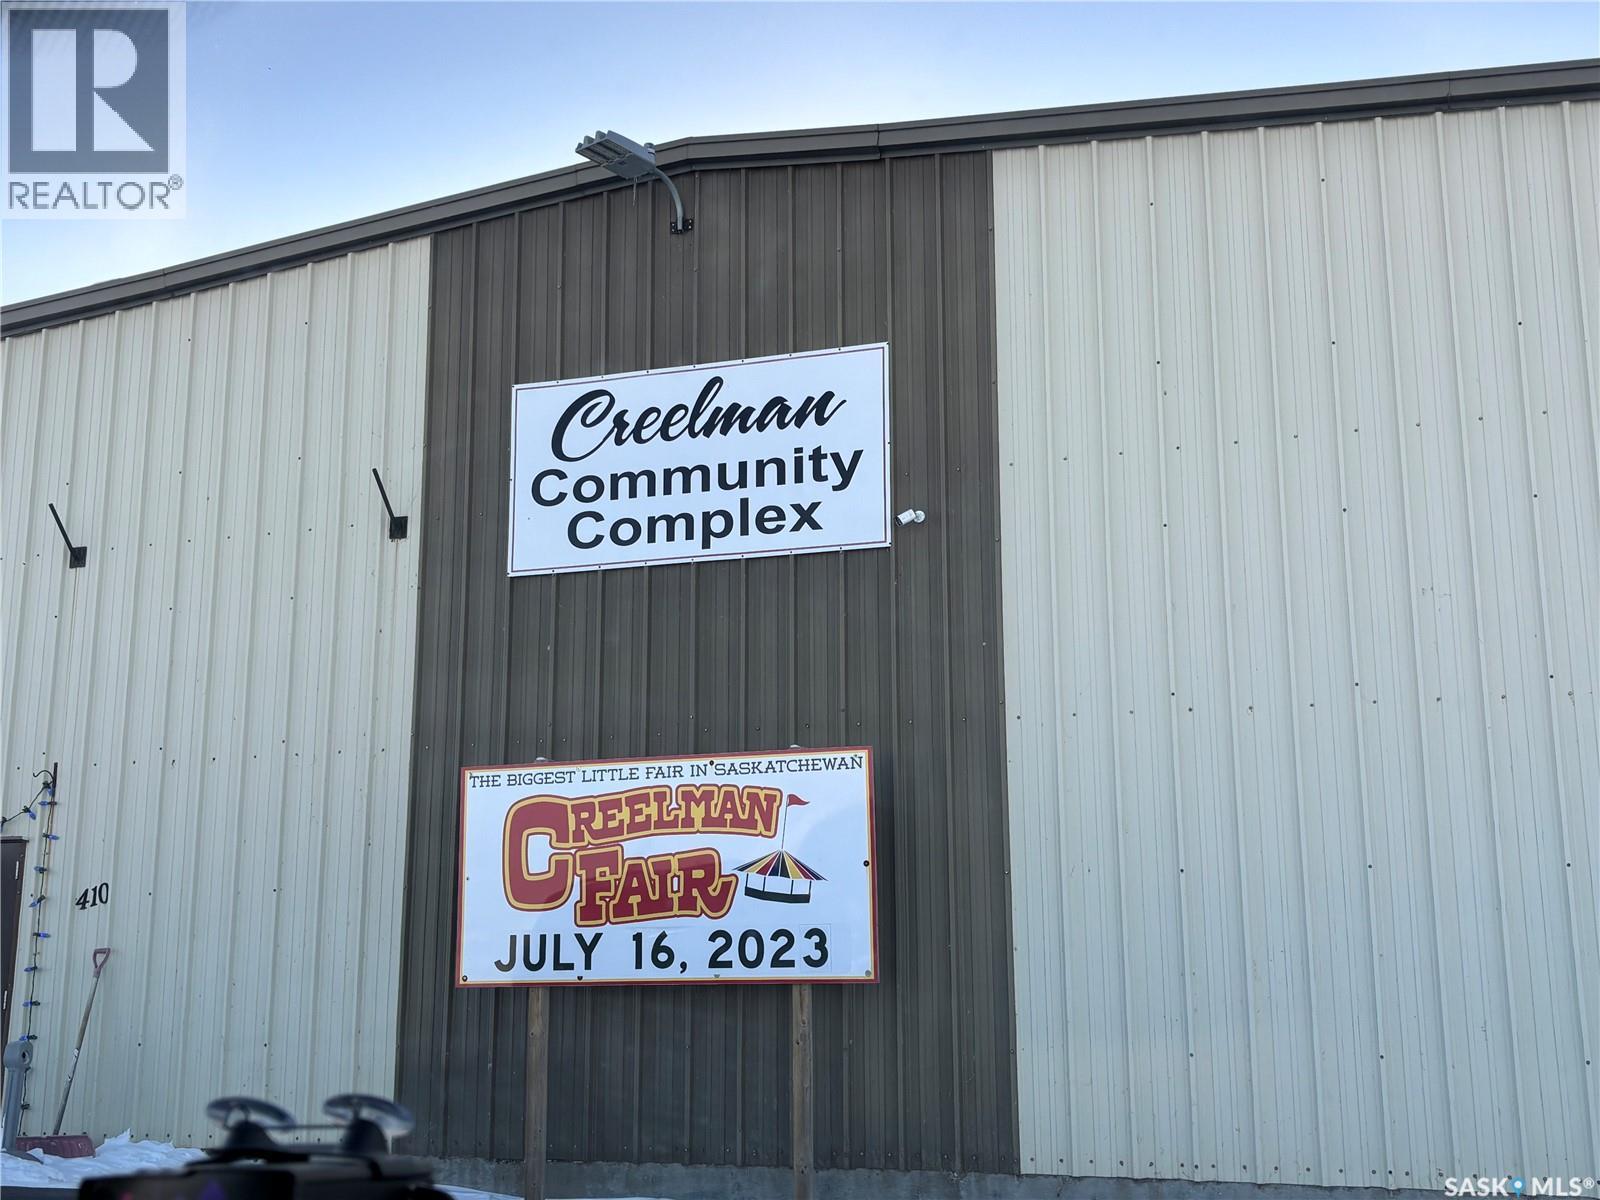 R
REALTOR®
Creelman
Community
Complex
THE BIGGEST LITTLE FAIR IN SASKATCHEWAN
CREELMAN
FAIR
JULY 16, 2023
410
SASK MLS®